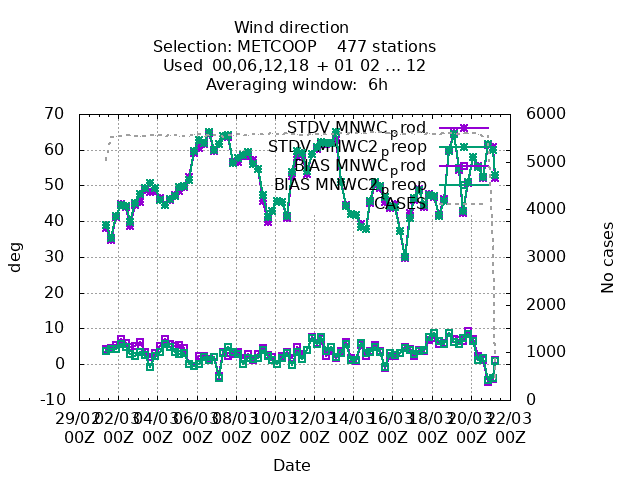 Wind direction
Selection: METCOOP    477 stations
Used  00,06,12,18  + 01 02 ... 12
Averaging window:  6h
70
60
50
40
30
20
10
0
-10
6000
5000
4000
3000
2000
1000
0
STDV MNWC_prod
STDV MNWC2_preop
BIAS MNWC_prod
BIAS MNWC2_preop
CASES
deg
No cases
29/02 02/03 04/03 06/03 08/03 10/03 12/03 14/03 16/03 18/03 20/03 22/03
00Z 00Z 00Z 00Z 00Z 00Z 00Z 00Z 00Z 00Z 00Z 00Z
Date